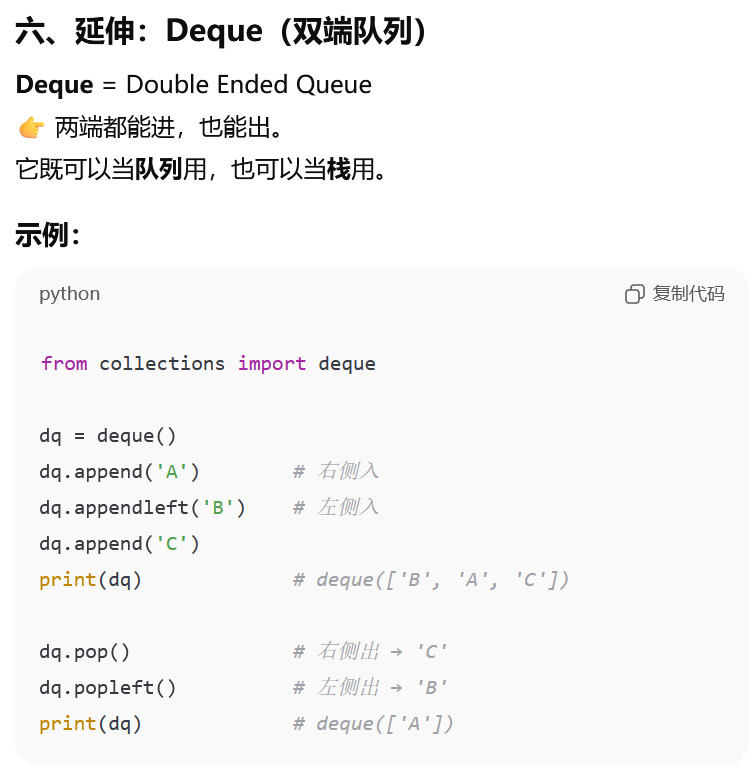 六、延伸：Deque（双端队列）
Deque = Double Ended Queue
👉 两端都能进，也能出。
它既可以当队列用，也可以当栈用。
示例：
python
复制代码
from collections import deque
dq = deque()
dq.append('A')        # 右侧入
dq.appendleft('B')    # 左侧入
dq.append('C')
print(dq)             # deque(['B', 'A', 'C'])
dq.pop()              # 右侧出 → 'C'
dq.popleft()          # 左侧出 → 'B'
print(dq)             # deque(['A'])